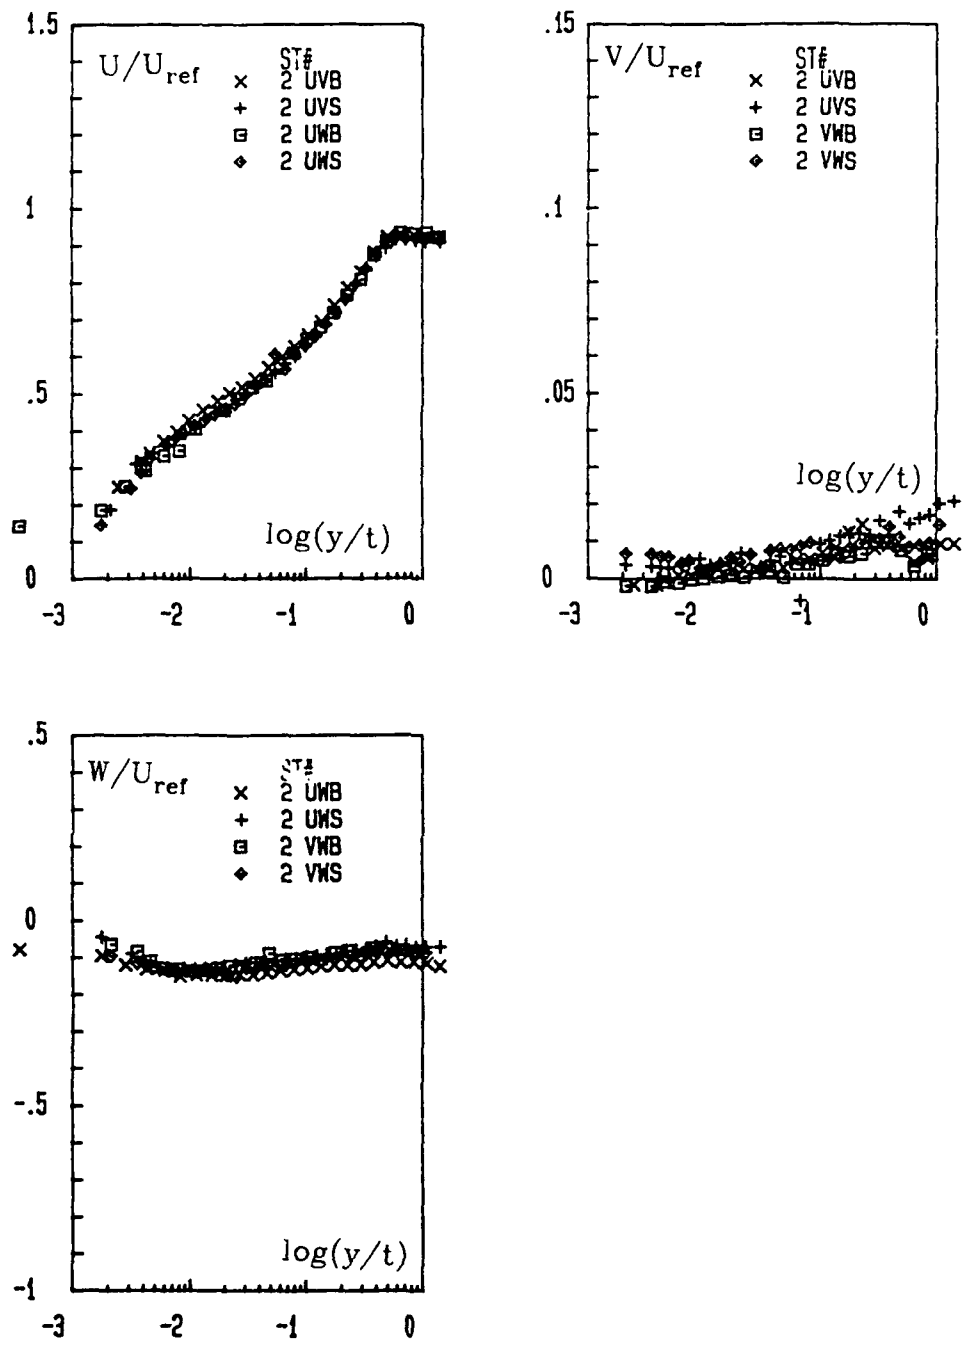 1.5
1
.5
0
U/Uref
ST#
× 2 UVB
+ 2 UVS
2 UWB
2 UWS
log(y/t)
-3 -2 -1 0
.15
.1
.05
0
V/Uref
ST#
× 2 UVB
+ 2 UVS
2 VWB
2 VWS
log(y/t)
-3 -2 -1 0
.5
0
-.5
-1
W/Uref
ST#
× 2 UWB
+ 2 UWS
2 VWB
2 VWS
log(y/t)
-3 -2 -1 0